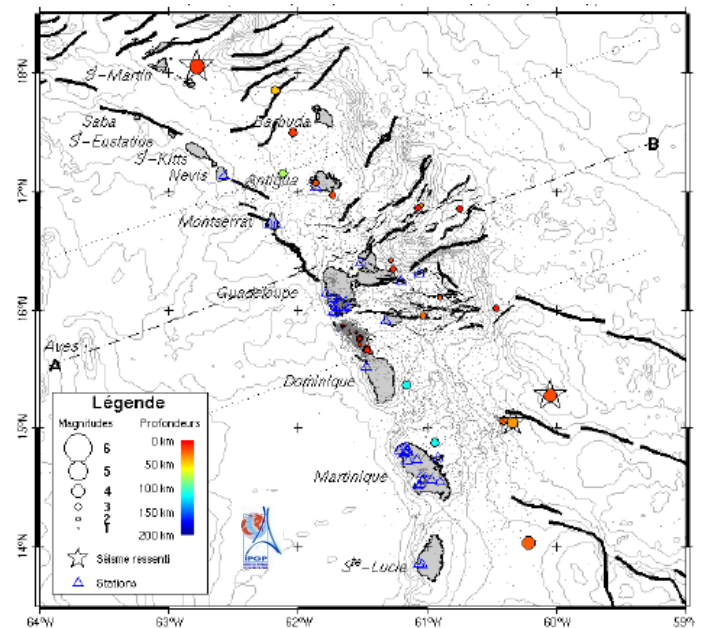 18°N
17°N
16°N
15°N
14°N
64°W
63°W
62°W
61°W
60°W
59°W
St-Martin
Saba
St-Eustatius
St-Kitts
Nevis
Barbuda
Antigua
Montserrat
Guadeloupe
Aves
A
B
Dominique
Martinique
Ste-Lucie
Légende
Magnitudes
Profondeurs
6
5
4
3
2
1
0 km
50 km
100 km
150 km
200 km
Séisme ressenti
Stations
IPGP